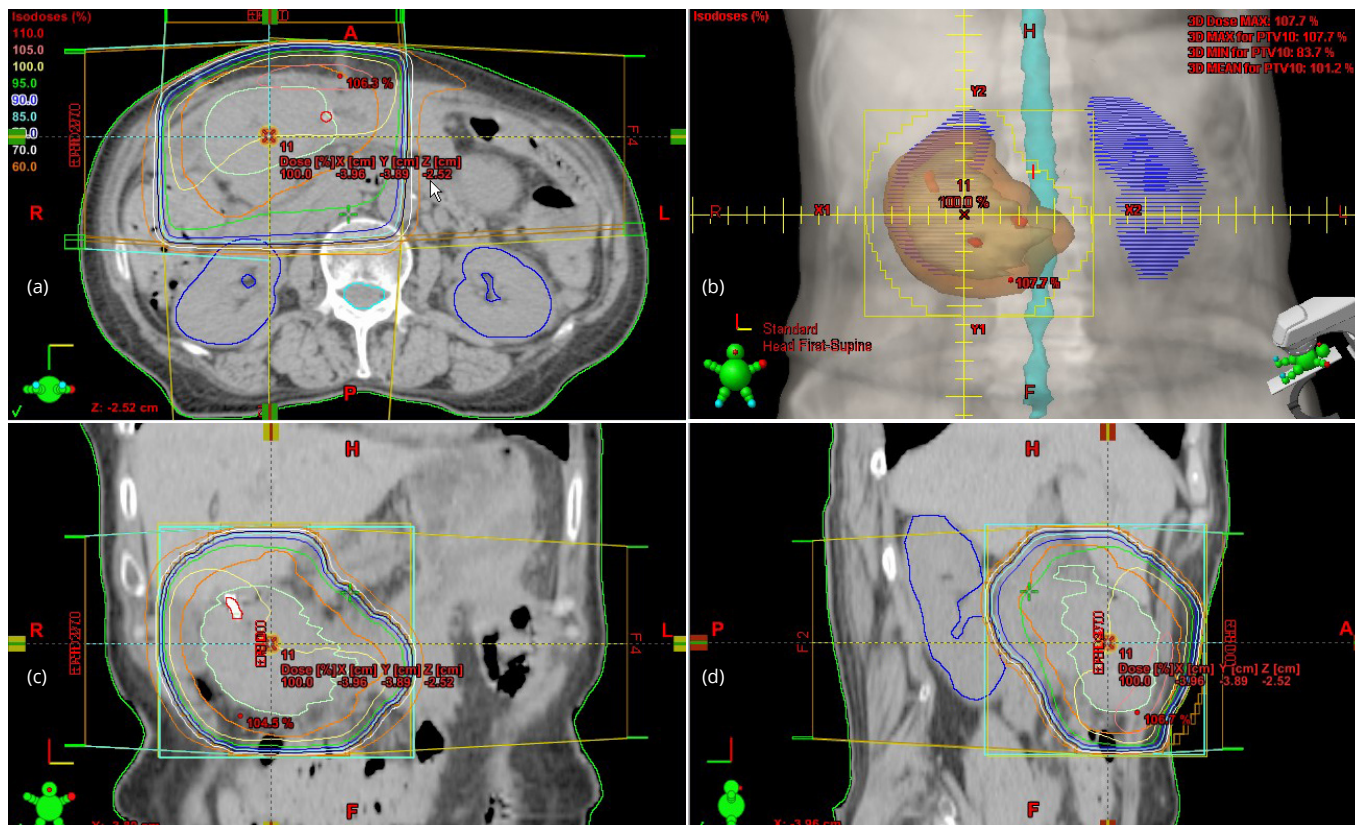 Isodoses (%)
110.0
105.0
100.0
95.0
90.0
85.0
70.0
60.0
A
106.3 %
11
Dose [%] X [cm] Y [cm] Z [cm]
100.0 -3.96 -3.89 -2.52
F4
R
L
(a)
P
Z: -2.52 cm
H
3D Dose MAX: 107.7 %
3D MAX for PTV10: 107.7 %
3D MIN for PTV10: 83.7 %
3D MEAN for PTV10: 101.2 %
Y2
11
100.0 %
R
X1
X2
L
107.7 %
(b)
Y1
Standard
Head First-Supine
F
H
R
L
F4
11
Dose [%] X [cm] Y [cm] Z [cm]
100.0 -3.96 -3.89 -2.52
(c)
104.5 %
F
H
P
A
F2
11
Dose [%] X [cm] Y [cm] Z [cm]
100.0 -3.96 -3.89 -2.52
(d)
106.7 %
F
X: -3.96 cm